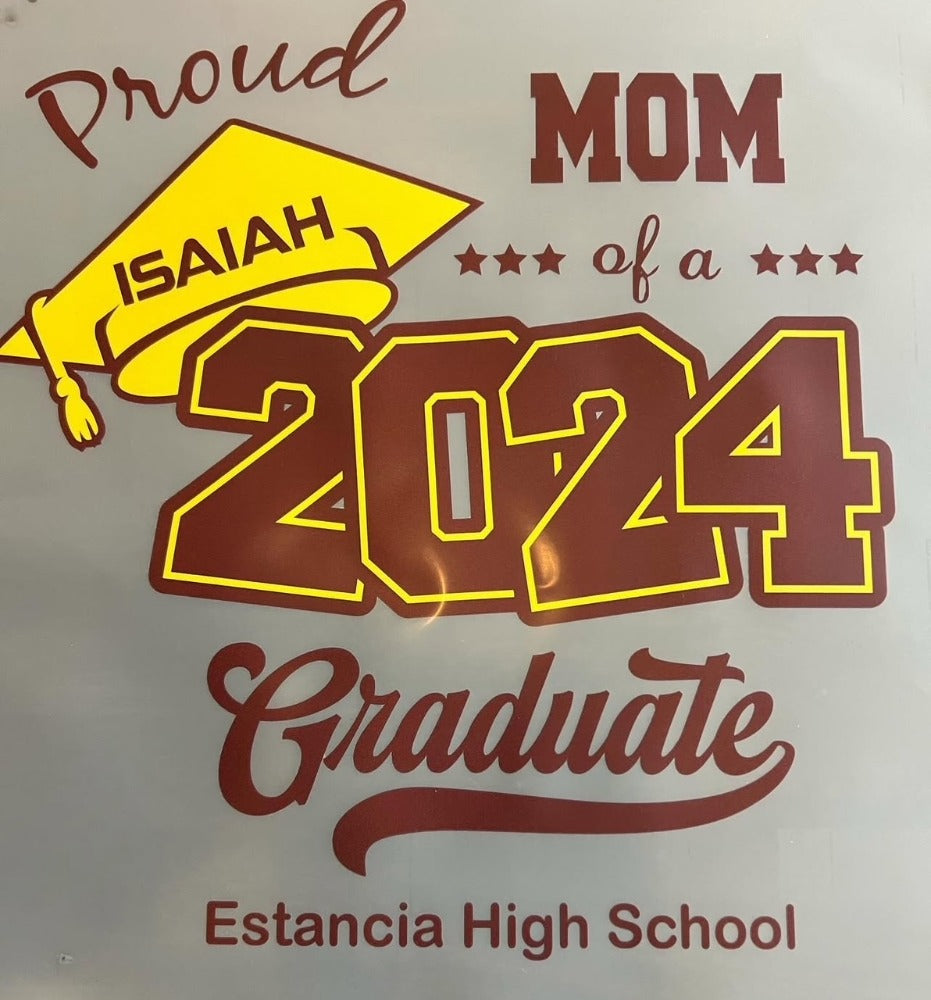 Proud
MOM
ISAIAH
of a
2024
Graduate
Estancia High School